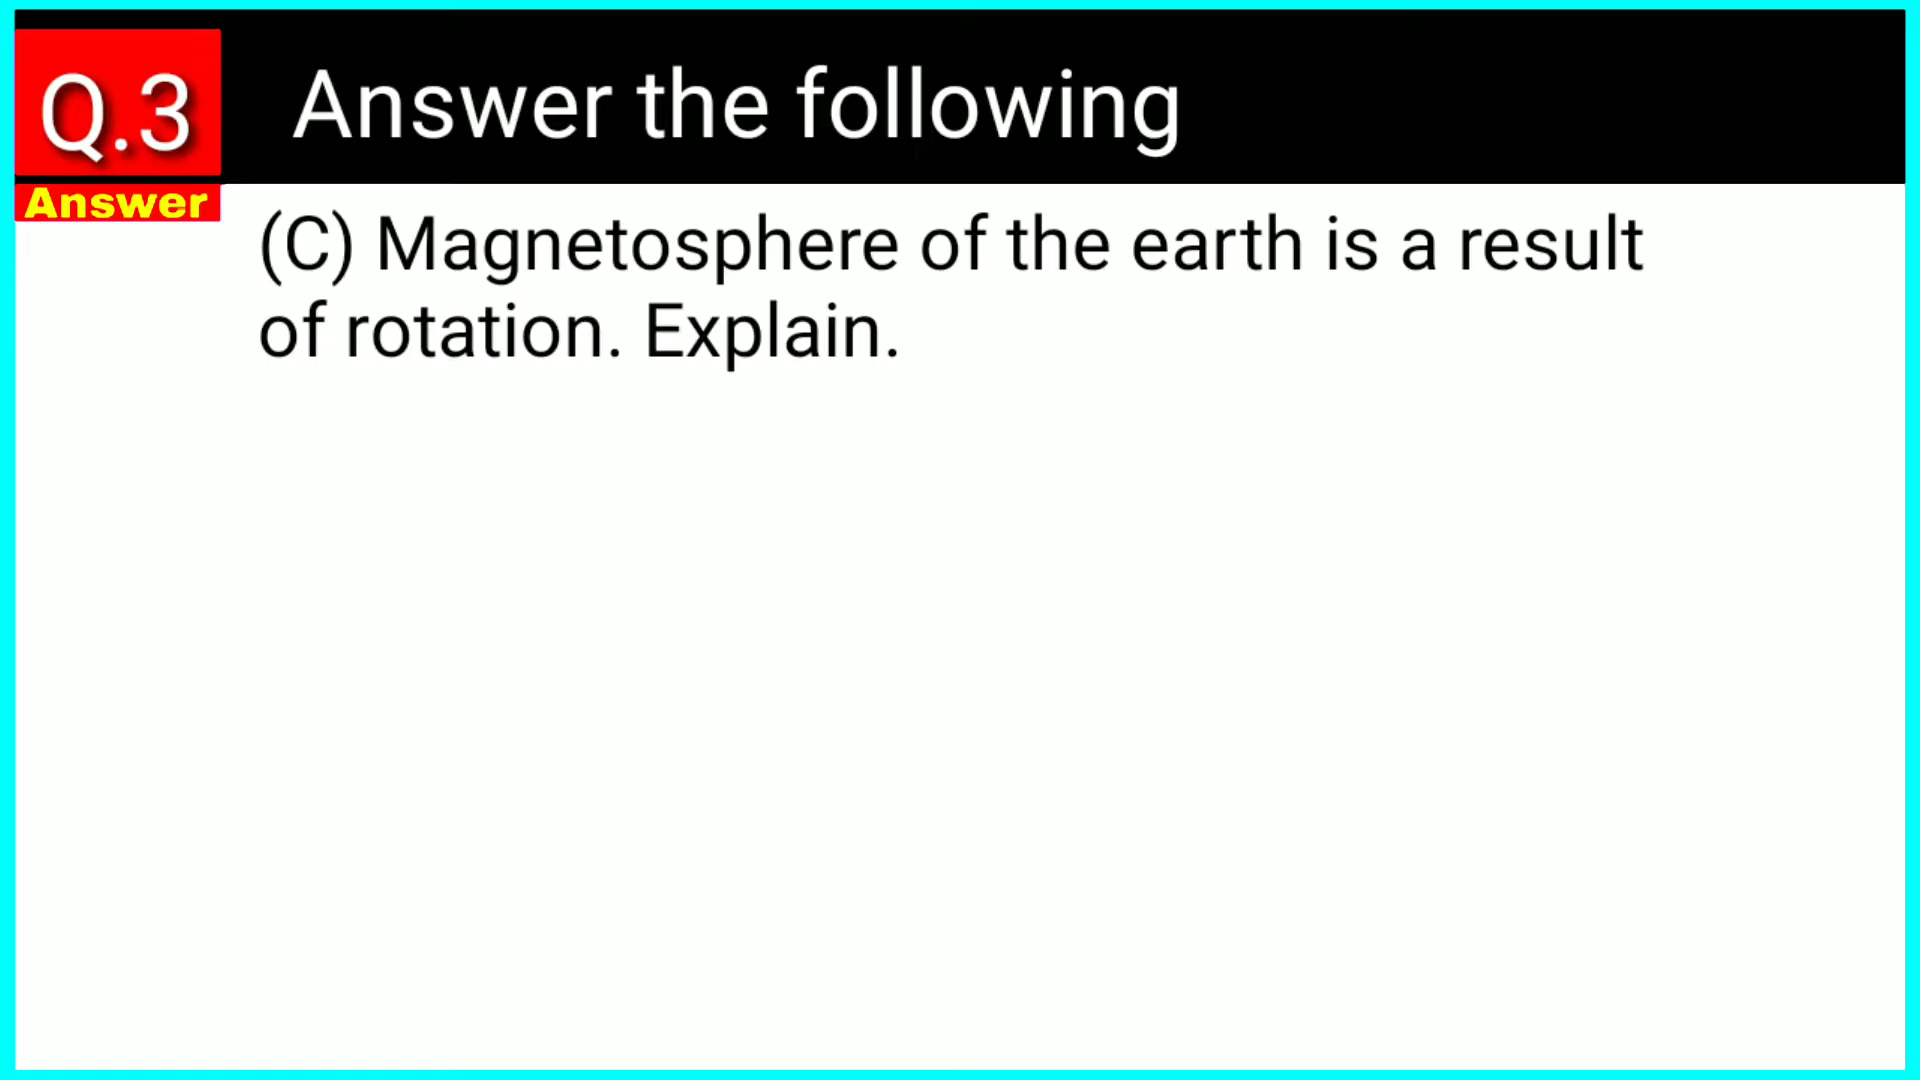 Q.3
Answer the following
Answer
(C) Magnetosphere of the earth is a result
of rotation. Explain.